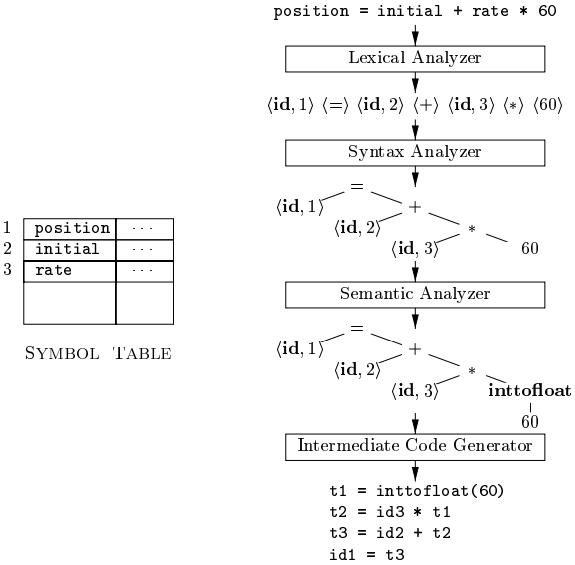 position = initial + rate * 60
Lexical Analyzer
⟨id, 1⟩ ⟨=⟩ ⟨id, 2⟩ ⟨+⟩ ⟨id, 3⟩ ⟨*⟩ ⟨60⟩
Syntax Analyzer
=
⟨id, 1⟩
+
⟨id, 2⟩
*
⟨id, 3⟩
60
1 position ...
2 initial ...
3 rate ...
SYMBOL TABLE
Semantic Analyzer
=
⟨id, 1⟩
+
⟨id, 2⟩
*
⟨id, 3⟩
inttofloat
60
Intermediate Code Generator
t1 = inttofloat(60)
t2 = id3 * t1
t3 = id2 + t2
id1 = t3